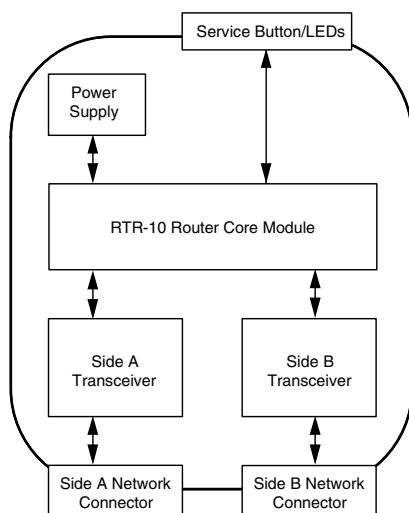 Service Button/LEDs
Power
Supply
RTR-10 Router Core Module
Side A
Transceiver
Side B
Transceiver
Side A Network
Connector
Side B Network
Connector